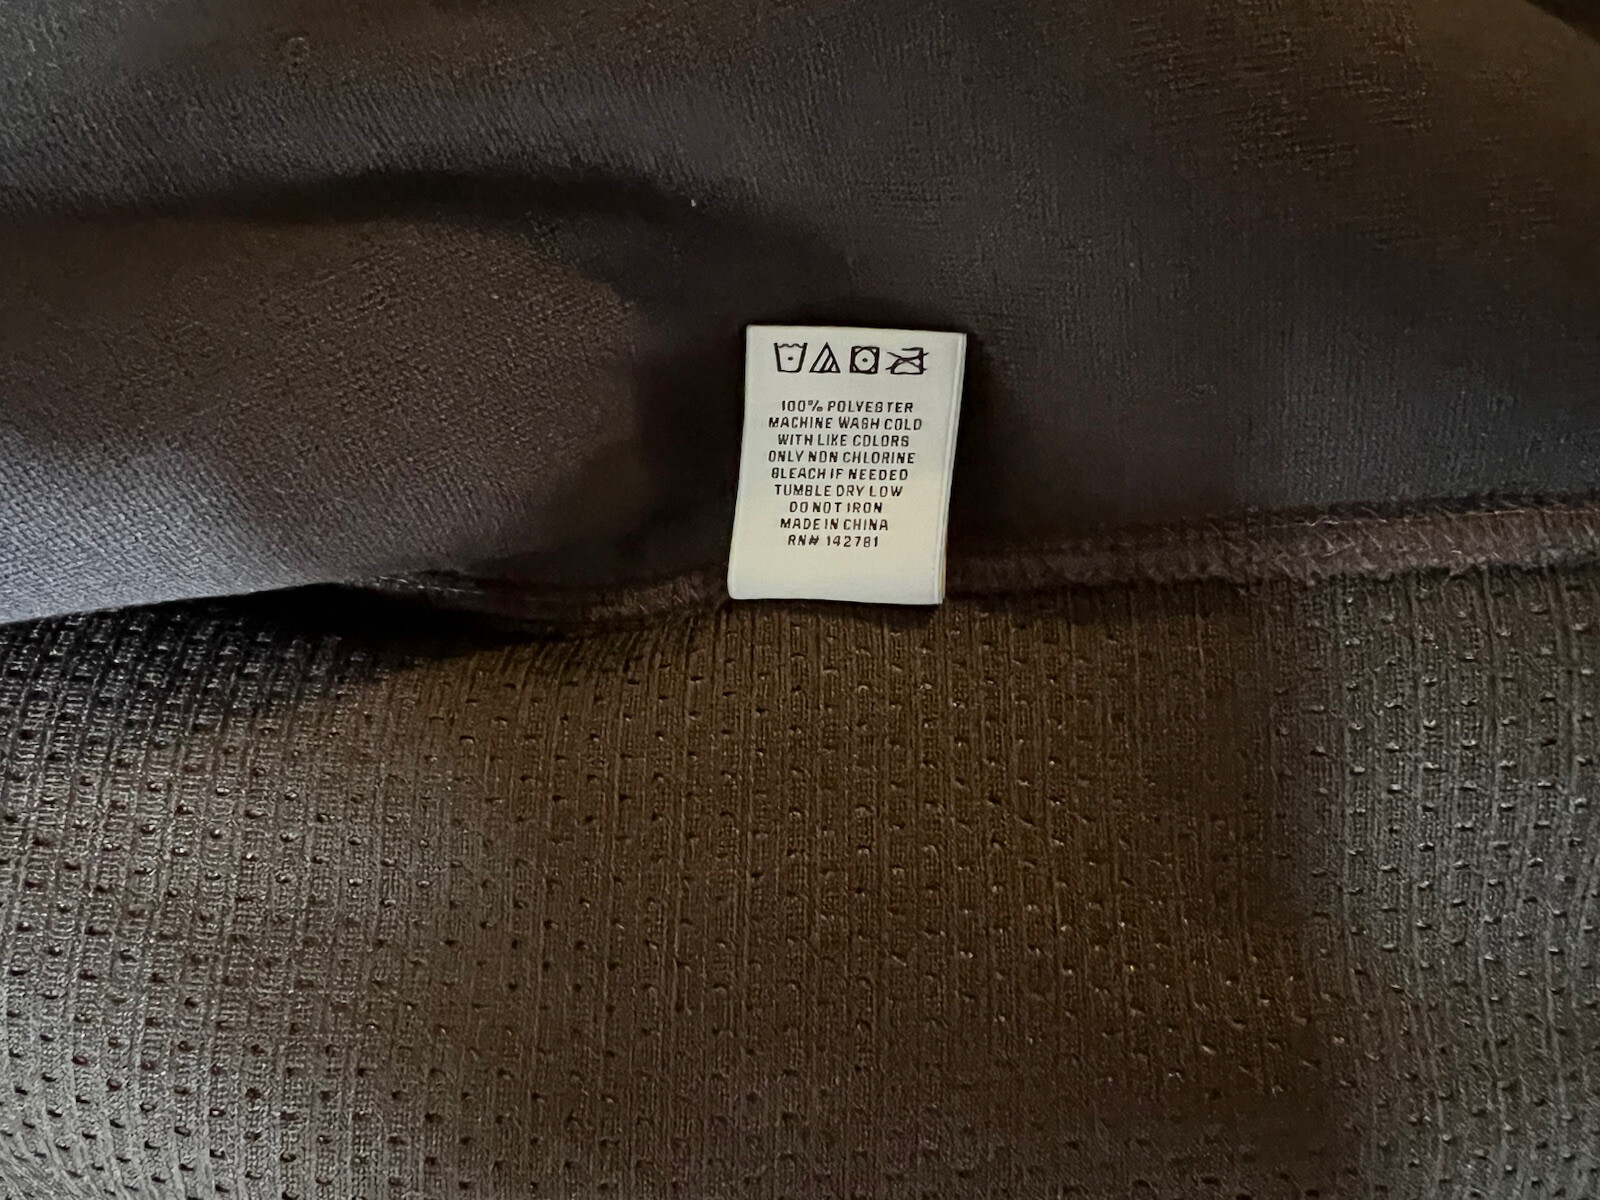 100% POLYESTER
MACHINE WASH COLD
WITH LIKE COLORS
ONLY NON CHLORINE
BLEACH IF NEEDED
TUMBLE DRY LOW
DO NOT IRON
MADE IN CHINA
RN# 142781